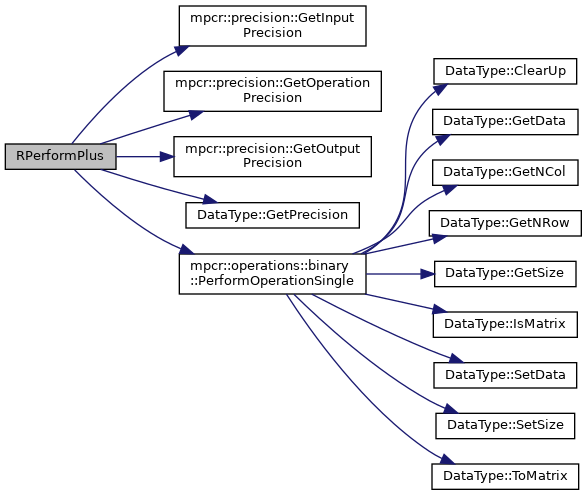 RPerformPlus
mpcr::precision::GetInput
Precision
mpcr::precision::GetOperation
Precision
mpcr::precision::GetOutput
Precision
DataType::GetPrecision
mpcr::operations::binary
::PerformOperationSingle
DataType::ClearUp
DataType::GetData
DataType::GetNCol
DataType::GetNRow
DataType::GetSize
DataType::IsMatrix
DataType::SetData
DataType::SetSize
DataType::ToMatrix